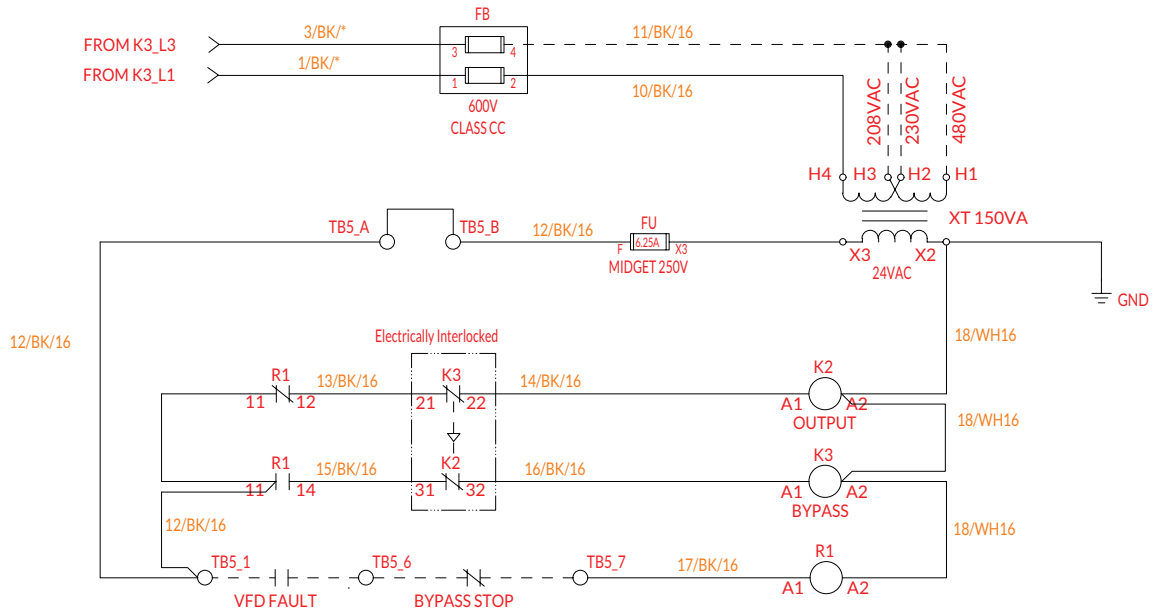 FB
3/BK/*
11/BK/16
FROM K3_L3
3
4
FROM K3_L1
1/BK/*
1
2
10/BK/16
600V
CLASS CC
208VAC
230VAC
480VAC
H4
H3
H2
H1
XT 150VA
TB5_A
TB5_B
12/BK/16
FU
F
6.25A
X3
MIDGET 250V
X3
X2
24VAC
GND
12/BK/16
Electrically Interlocked
18/WH16
R1
13/BK/16
K3
14/BK/16
K2
11
12
21
22
A1
A2
OUTPUT
18/WH16
R1
15/BK/16
K2
16/BK/16
K3
11
14
31
32
A1
A2
BYPASS
12/BK/16
18/WH16
TB5_1
TB5_6
TB5_7
17/BK/16
R1
A1
A2
VFD FAULT
BYPASS STOP